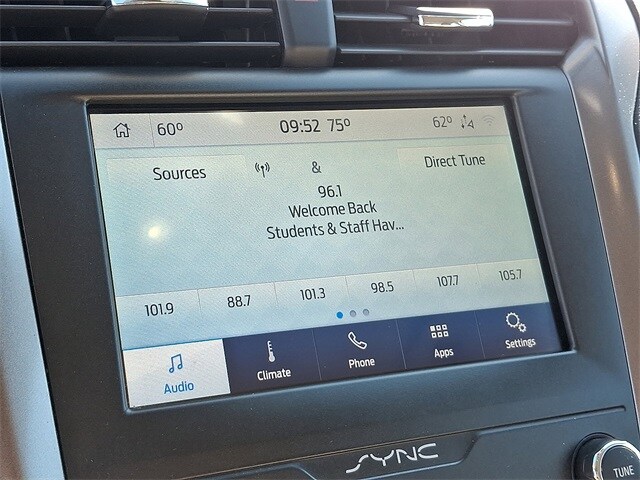 60° 09:52 75° 62°
Sources & Direct Tune
96.1
Welcome Back
Students & Staff Hav...
101.9 88.7 101.3 98.5 107.7 105.7
Audio Climate Phone Apps Settings
SYNC
TUNE